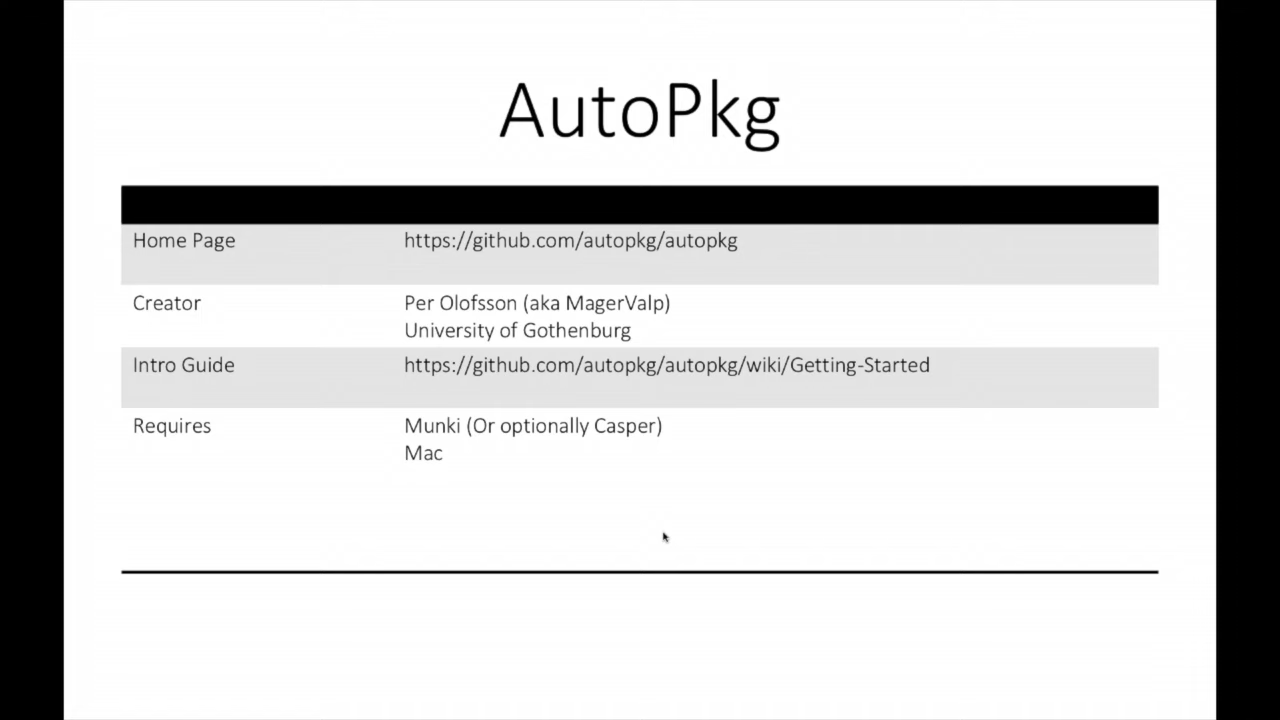 AutoPkg
Home Page
https://github.com/autopkg/autopkg
Creator
Per Olofsson (aka MagerValp)
University of Gothenburg
Intro Guide
https://github.com/autopkg/autopkg/wiki/Getting-Started
Requires
Munki (Or optionally Casper)
Mac